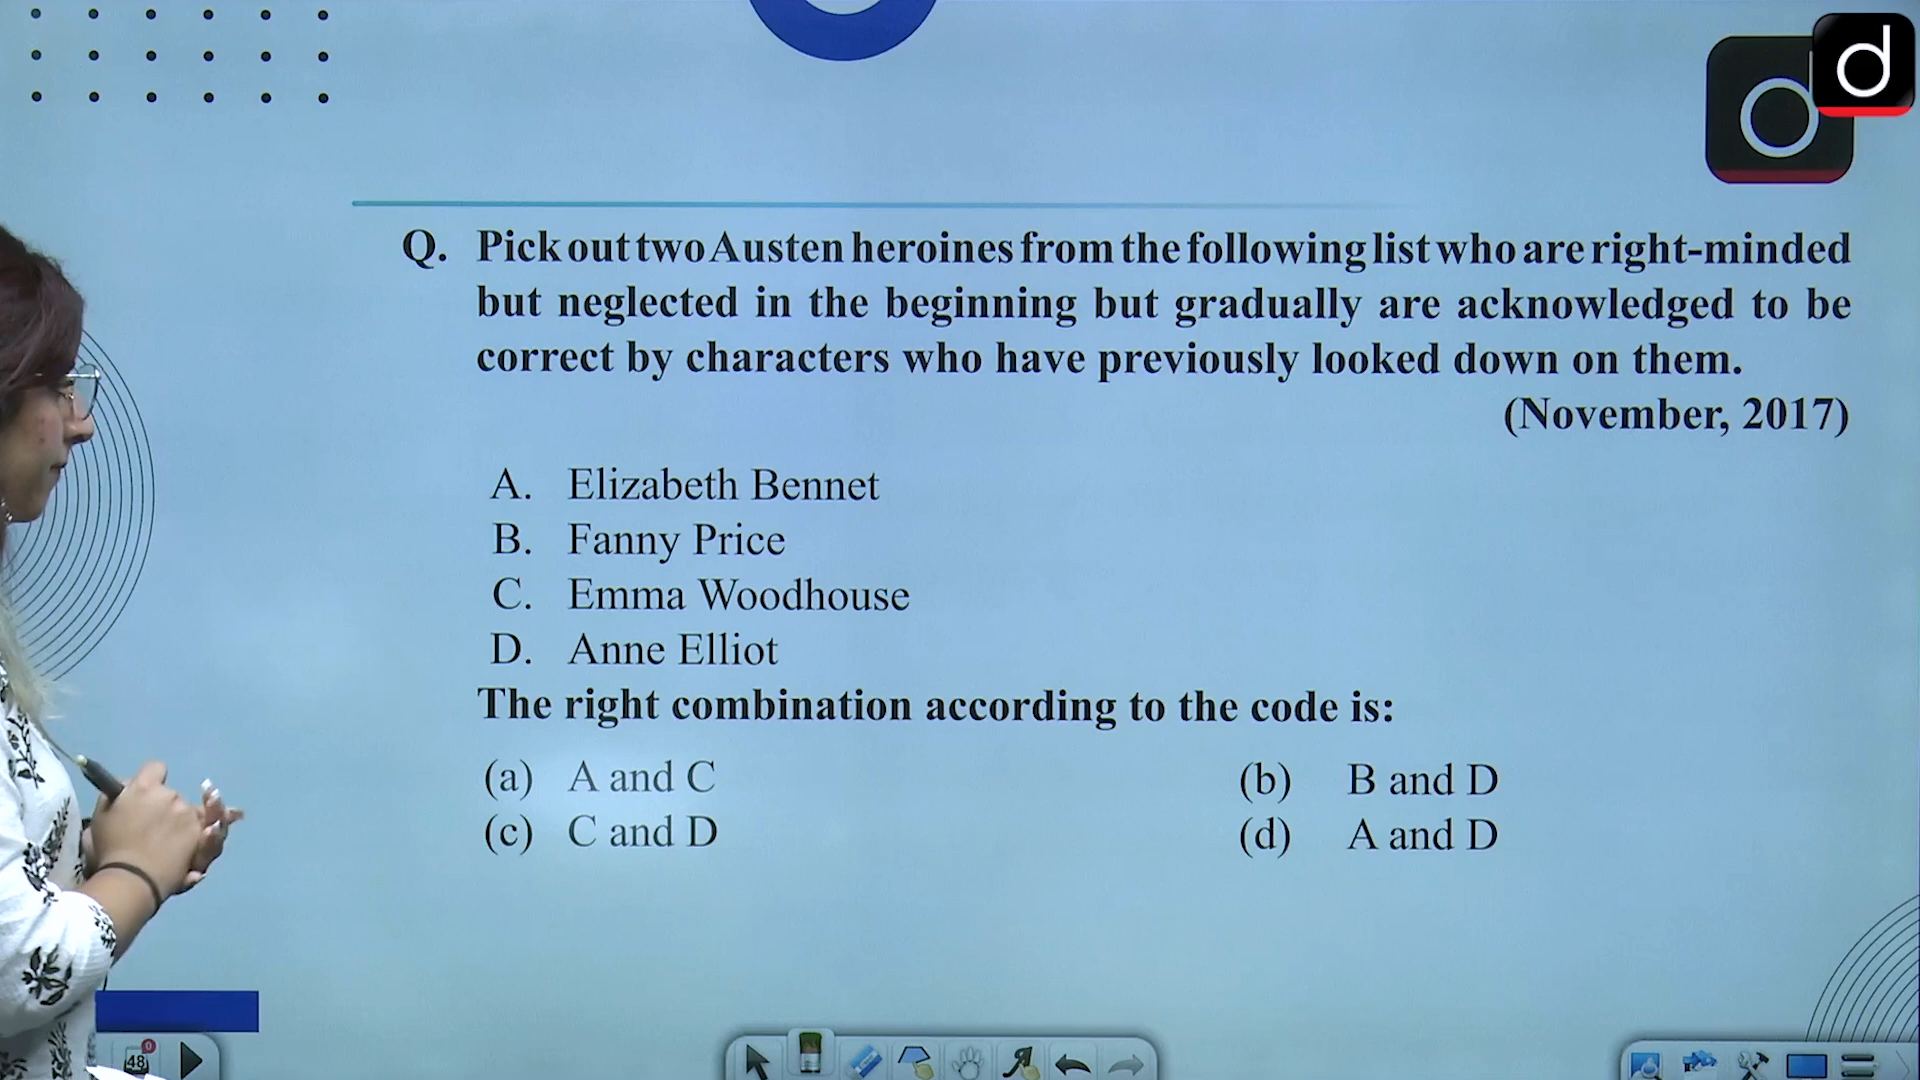 d
Q. Pick out two Austen heroines from the following list who are right-minded
but neglected in the beginning but gradually are acknowledged to be
correct by characters who have previously looked down on them.
(November, 2017)
A. Elizabeth Bennet
B. Fanny Price
C. Emma Woodhouse
D. Anne Elliot
The right combination according to the code is:
(a) A and C
(b) B and D
(c) C and D
(d) A and D
48
0